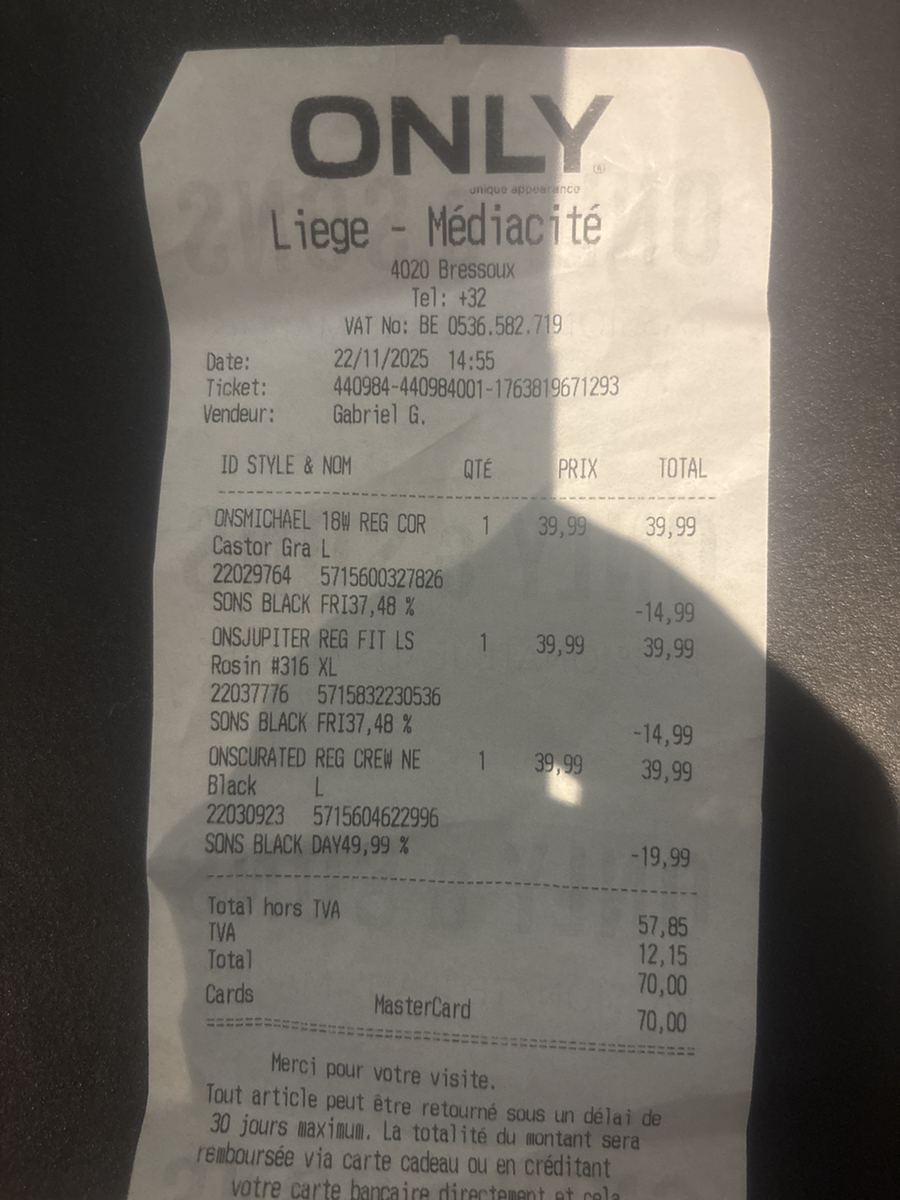 ONLY
unique appearance
Liege - Médiacité
4020 Bressoux
Tel: +32
VAT No: BE 0536.582.719
Date: 22/11/2025 14:55
Ticket: 440984-440984001-1763819671293
Vendeur: Gabriel G.
ID STYLE & NOM QTÉ PRIX TOTAL
ONSMICHAEL 18W REG COR 1 39,99 39,99
Castor Gra L
22029764 5715600327826
SONS BLACK FRI37,48 % -14,99
ONSJUPITER REG FIT LS 1 39,99 39,99
Rosin #316 XL
22037776 5715832230536
SONS BLACK FRI37,48 % -14,99
ONSCURATED REG CREW NE 1 39,99 39,99
Black L
22030923 5715604622996
SONS BLACK DAY49,99 % -19,99
Total hors TVA 57,85
TVA 12,15
Total 70,00
Cards MasterCard 70,00
Merci pour votre visite.
Tout article peut être retourné sous un délai de
30 jours maximum. La totalité du montant sera
remboursée via carte cadeau ou en créditant
votre carte bancaire directement et cela